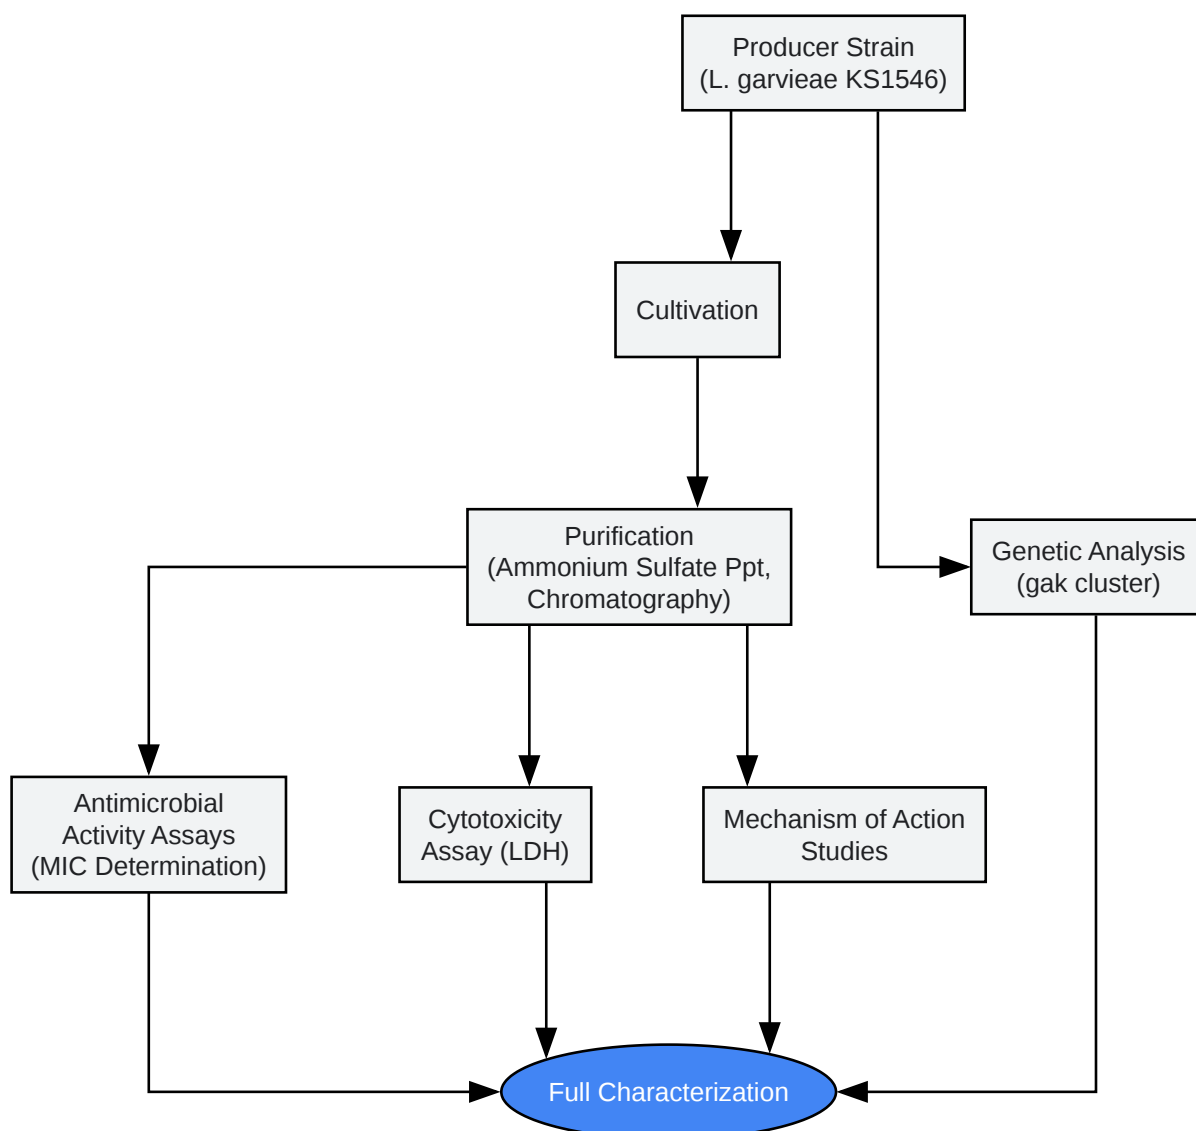 Producer Strain
(L. garvieae KS1546)
Cultivation
Purification
(Ammonium Sulfate Ppt,
Chromatography)
Genetic Analysis
(gak cluster)
Antimicrobial
Activity Assays
(MIC Determination)
Cytotoxicity
Assay (LDH)
Mechanism of Action
Studies
Full Characterization